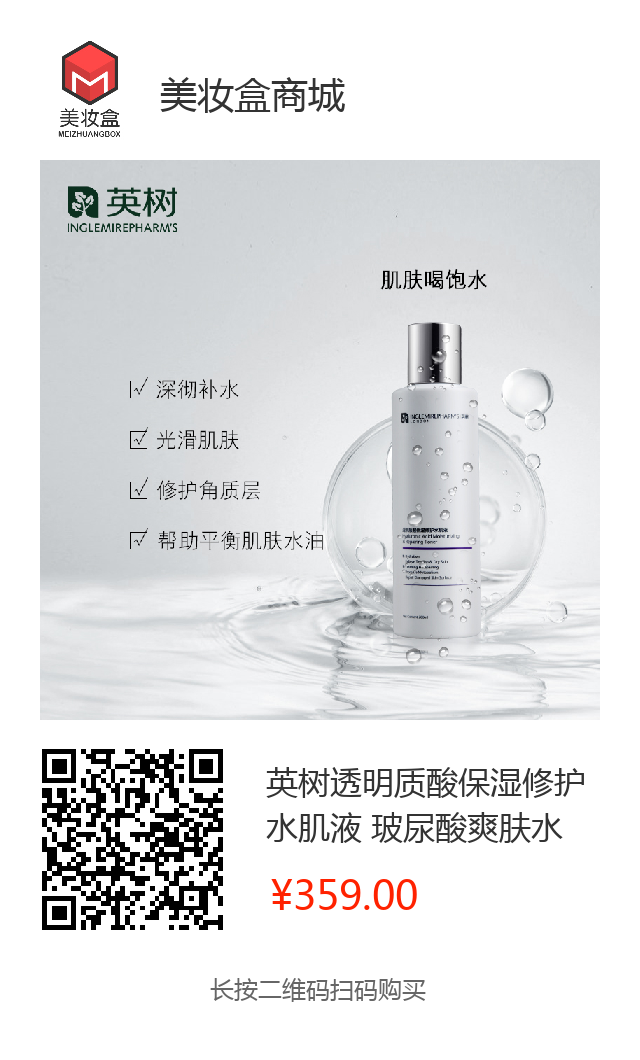 美妆盒
MEIZHUANGBOX
美妆盒商城
英树
INGLEMIREPHARM'S
肌肤喝饱水
深彻补水
光滑肌肤
修护角质层
帮助平衡肌肤水油
INGLEMIREPHARM'S
英树透明质酸保湿修护
水肌液 玻尿酸爽肤水
¥359.00
长按二维码扫码购买